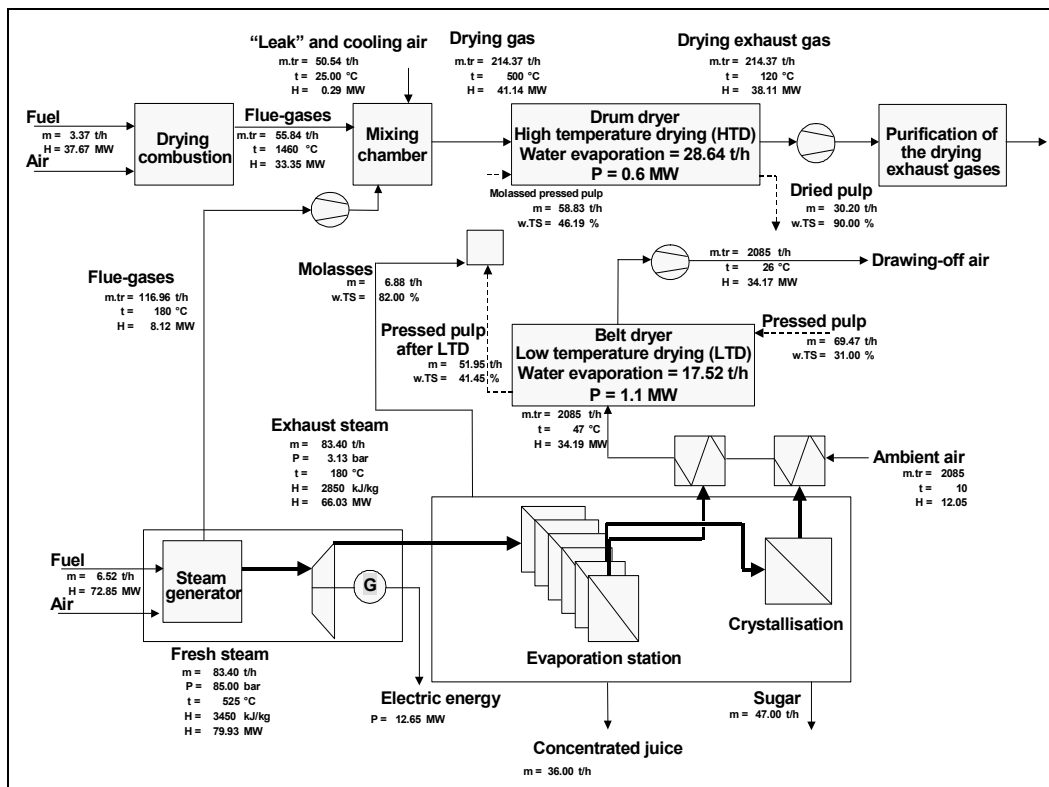 “Leak” and cooling air
m.tr = 50.54 t/h
t = 25.00 °C
H = 0.29 MW
Drying gas
m.tr = 214.37 t/h
t = 500 °C
H = 41.14 MW
Drying exhaust gas
m.tr = 214.37 t/h
t = 120 °C
H = 38.11 MW
Fuel
m = 3.37 t/h
H = 37.67 MW
Air
Drying
combustion
Flue-gases
m.tr = 55.84 t/h
t = 1460 °C
H = 33.35 MW
Mixing
chamber
Drum dryer
High temperature drying (HTD)
Water evaporation = 28.64 t/h
P = 0.6 MW
Purification of
the drying
exhaust gases
Molassed pressed pulp
m = 58.83 t/h
w.TS = 46.19 %
Dried pulp
m = 30.20 t/h
w.TS = 90.00 %
Flue-gases
m.tr = 116.96 t/h
t = 180 °C
H = 8.12 MW
Molasses
m = 6.88 t/h
w.TS = 82.00 %
m.tr = 2085 t/h
t = 26 °C
H = 34.17 MW
Drawing-off air
Pressed pulp
after LTD
m = 51.95 t/h
w.TS = 41.45 %
Belt dryer
Low temperature drying (LTD)
Water evaporation = 17.52 t/h
P = 1.1 MW
Pressed pulp
m = 69.47 t/h
w.TS = 31.00 %
m.tr = 2085 t/h
t = 47 °C
H = 34.19 MW
Exhaust steam
m = 83.40 t/h
P = 3.13 bar
t = 180 °C
H = 2850 kJ/kg
H = 66.03 MW
Ambient air
m.tr = 2085
t = 10
H = 12.05
Fuel
m = 6.52 t/h
H = 72.85 MW
Air
Steam
generator
G
Evaporation station
Crystallisation
Fresh steam
m = 83.40 t/h
P = 85.00 bar
t = 525 °C
H = 3450 kJ/kg
H = 79.93 MW
Electric energy
P = 12.65 MW
Sugar
m = 47.00 t/h
Concentrated juice
m = 36.00 t/h